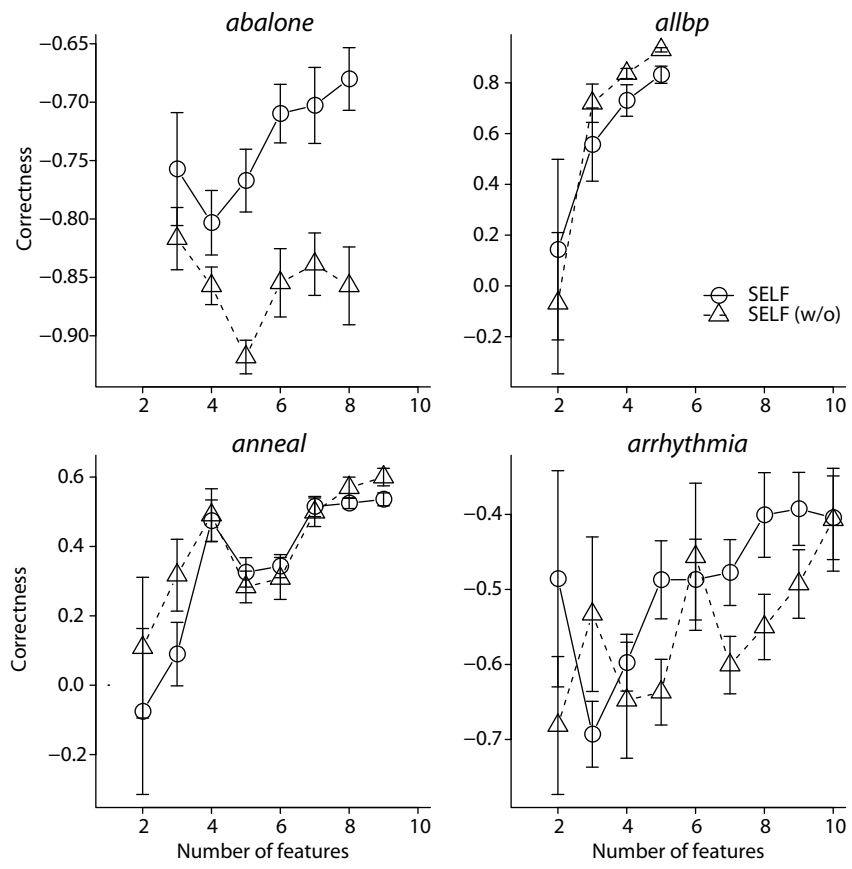 abalone
Correctness
−0.65
−0.70
−0.75
−0.80
−0.85
−0.90
2 4 6 8 10
allbp
0.8
0.6
0.4
0.2
0.0
−0.2
SELF
SELF (w/o)
2 4 6 8 10
anneal
Correctness
0.6
0.4
0.2
0.0
−0.2
2 4 6 8 10
Number of features
arrhythmia
−0.4
−0.5
−0.6
−0.7
2 4 6 8 10
Number of features